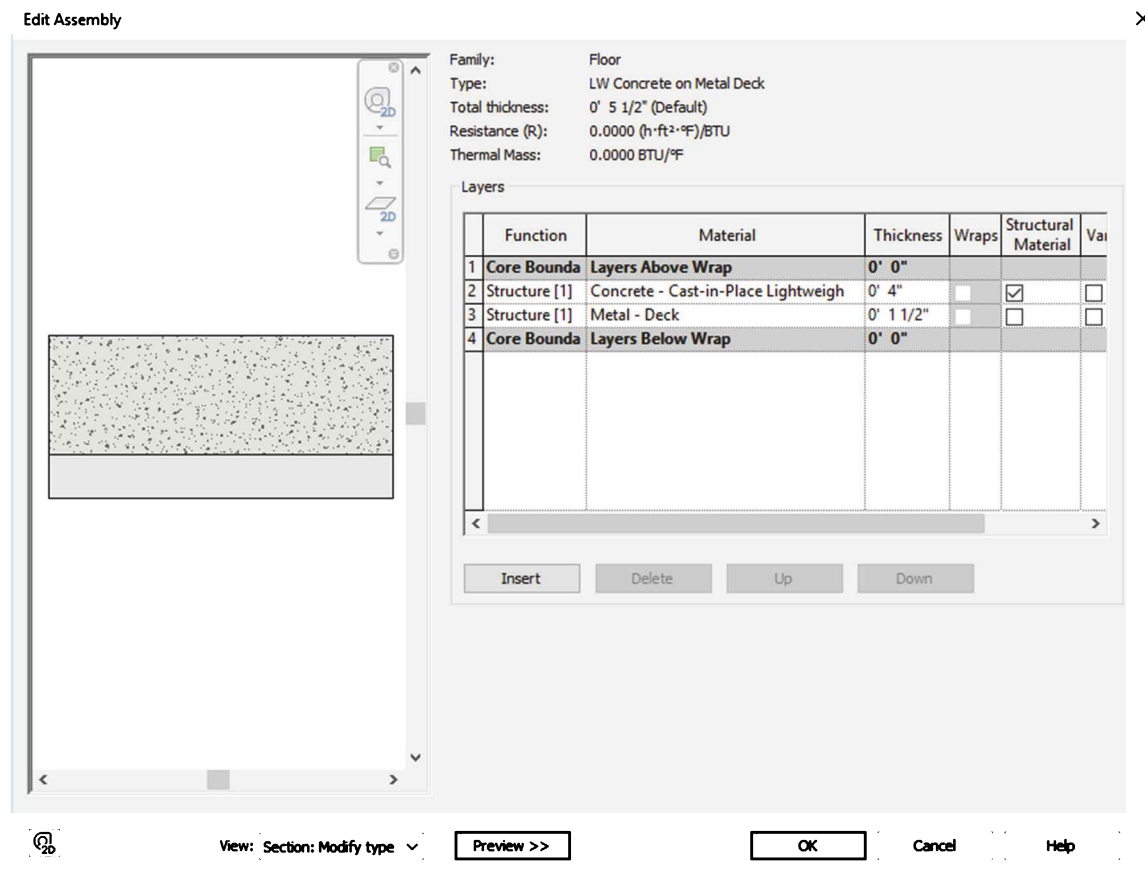 Edit Assembly
2D
2D
Family: Floor
Type: LW Concrete on Metal Deck
Total thickness: 0' 5 1/2" (Default)
Resistance (R): 0.0000 (h·ft²·°F)/BTU
Thermal Mass: 0.0000 BTU/°F
Layers
Function Material Thickness Wraps Structural Material Var
1 Core Bounda Layers Above Wrap 0' 0"
2 Structure [1] Concrete - Cast-in-Place Lightweigh 0' 4"
3 Structure [1] Metal - Deck 0' 1 1/2"
4 Core Bounda Layers Below Wrap 0' 0"
Insert Delete Up Down
2D View: Section: Modify type Preview >> OK Cancel Help